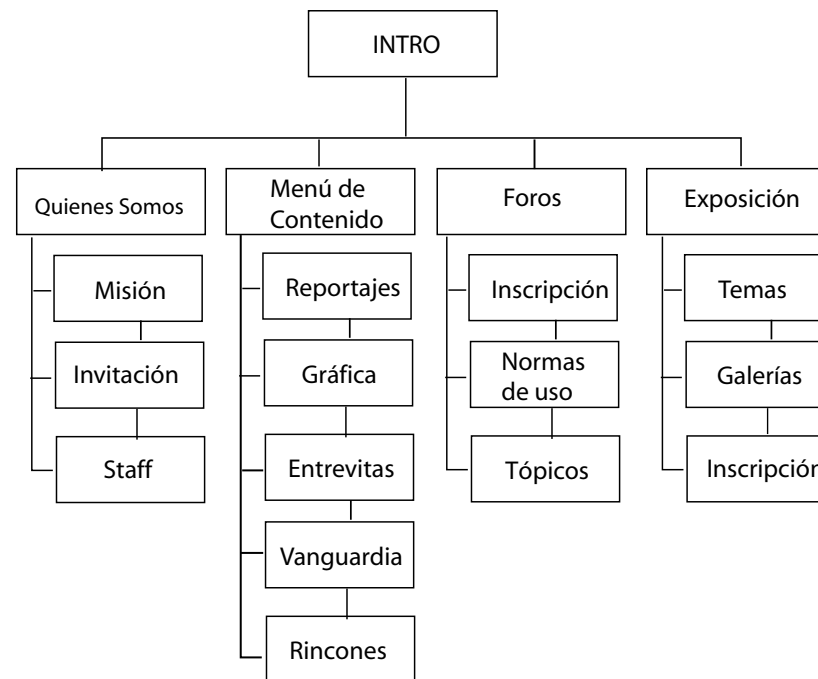 INTRO
Quienes Somos
Misión
Invitación
Staff
Menú de
Contenido
Reportajes
Gráfica
Entrevitas
Vanguardia
Rincones
Foros
Inscripción
Normas
de uso
Tópicos
Exposición
Temas
Galerías
Inscripción